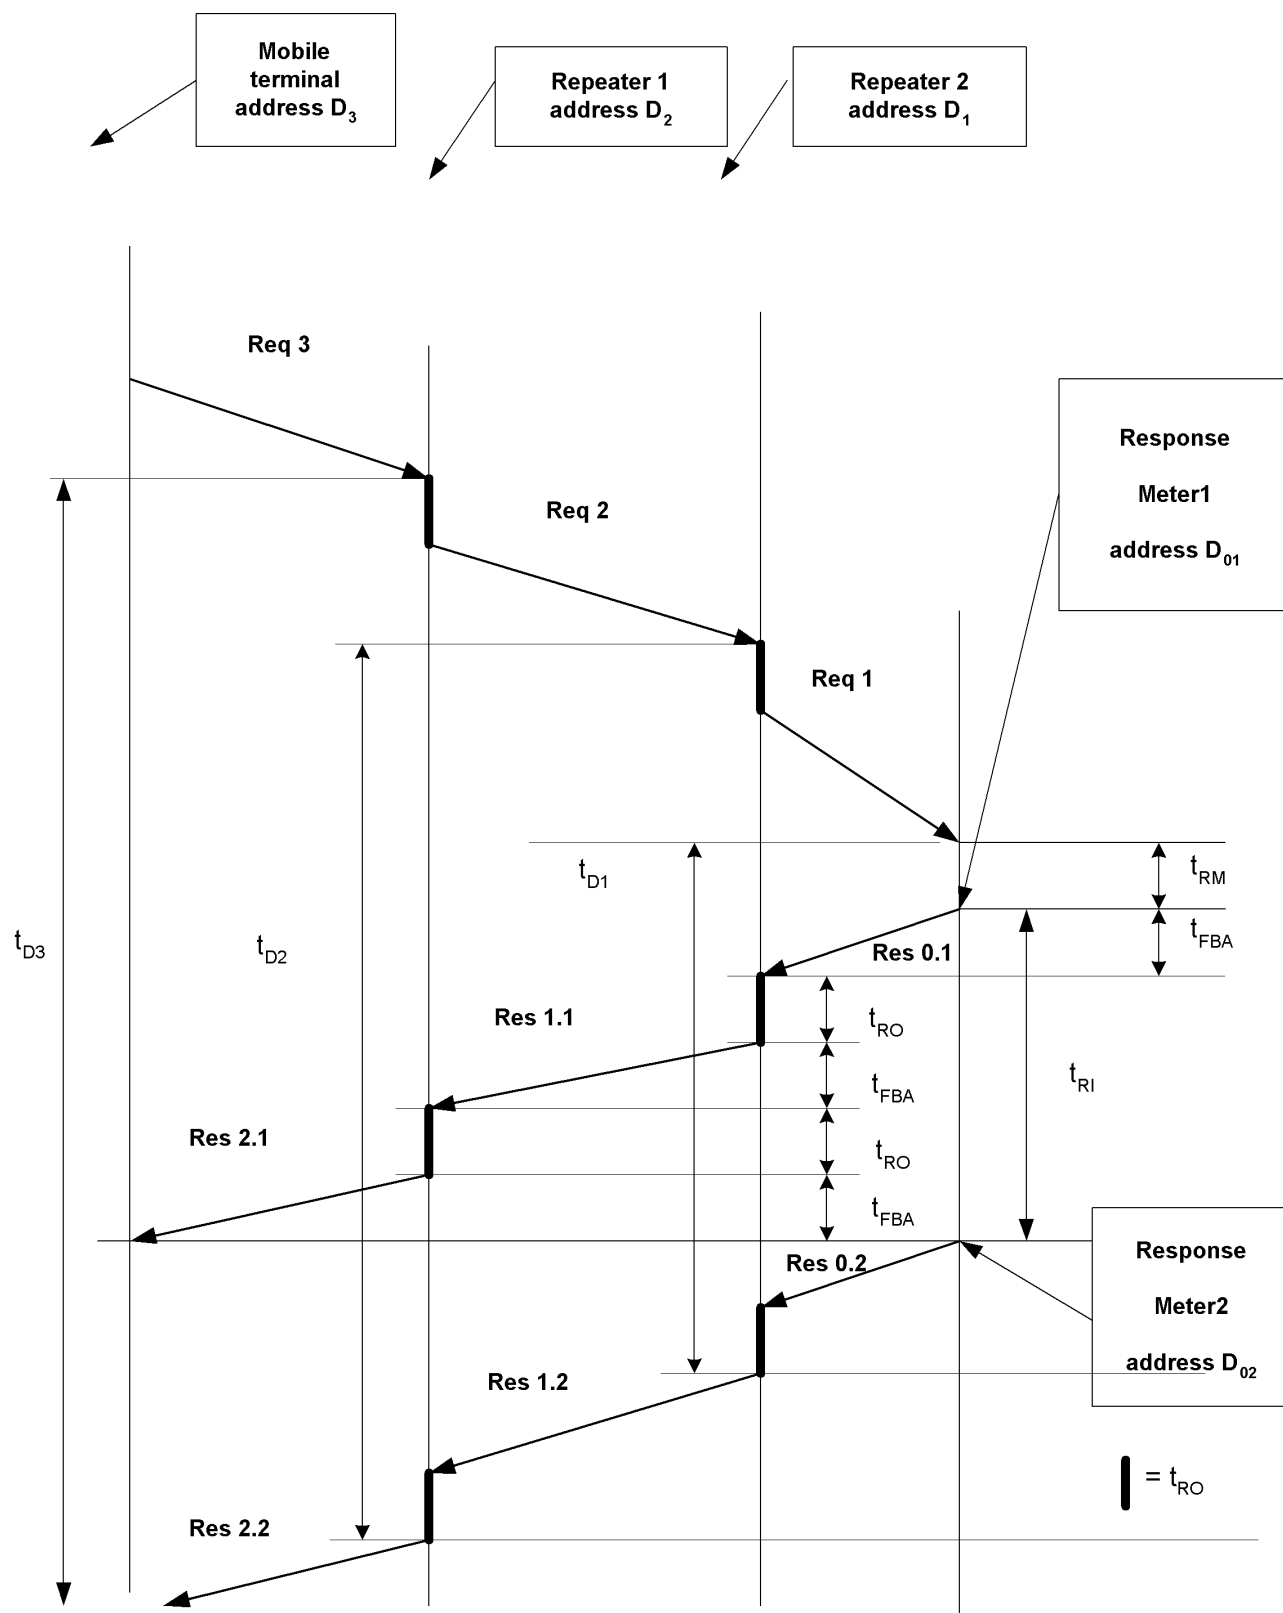 Mobile
terminal
address D3
Repeater 1
address D2
Repeater 2
address D1
Req 3
Req 2
Req 1
Response
Meter1
address D01
tD1
tRM
tD3
tD2
tFBA
Res 0.1
Res 1.1
tRO
tRI
tFBA
Res 2.1
tRO
tFBA
Res 0.2
Response
Meter2
address D02
Res 1.2
= tRO
Res 2.2